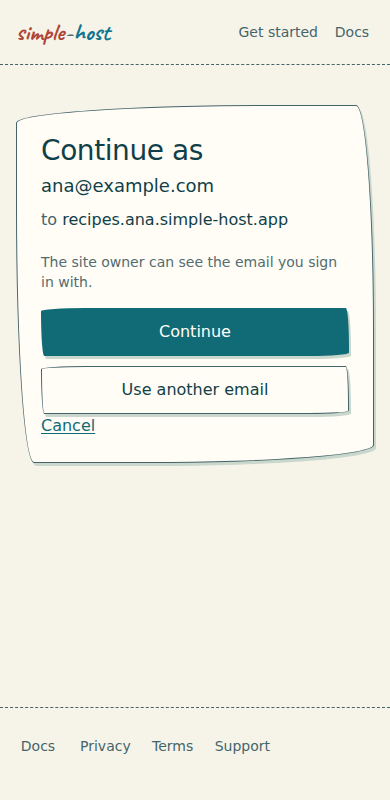 simple-host
Get started
Docs
Continue as
ana@example.com
to recipes.ana.simple-host.app
The site owner can see the email you sign
in with.
Continue
Use another email
Cancel
Docs
Privacy
Terms
Support